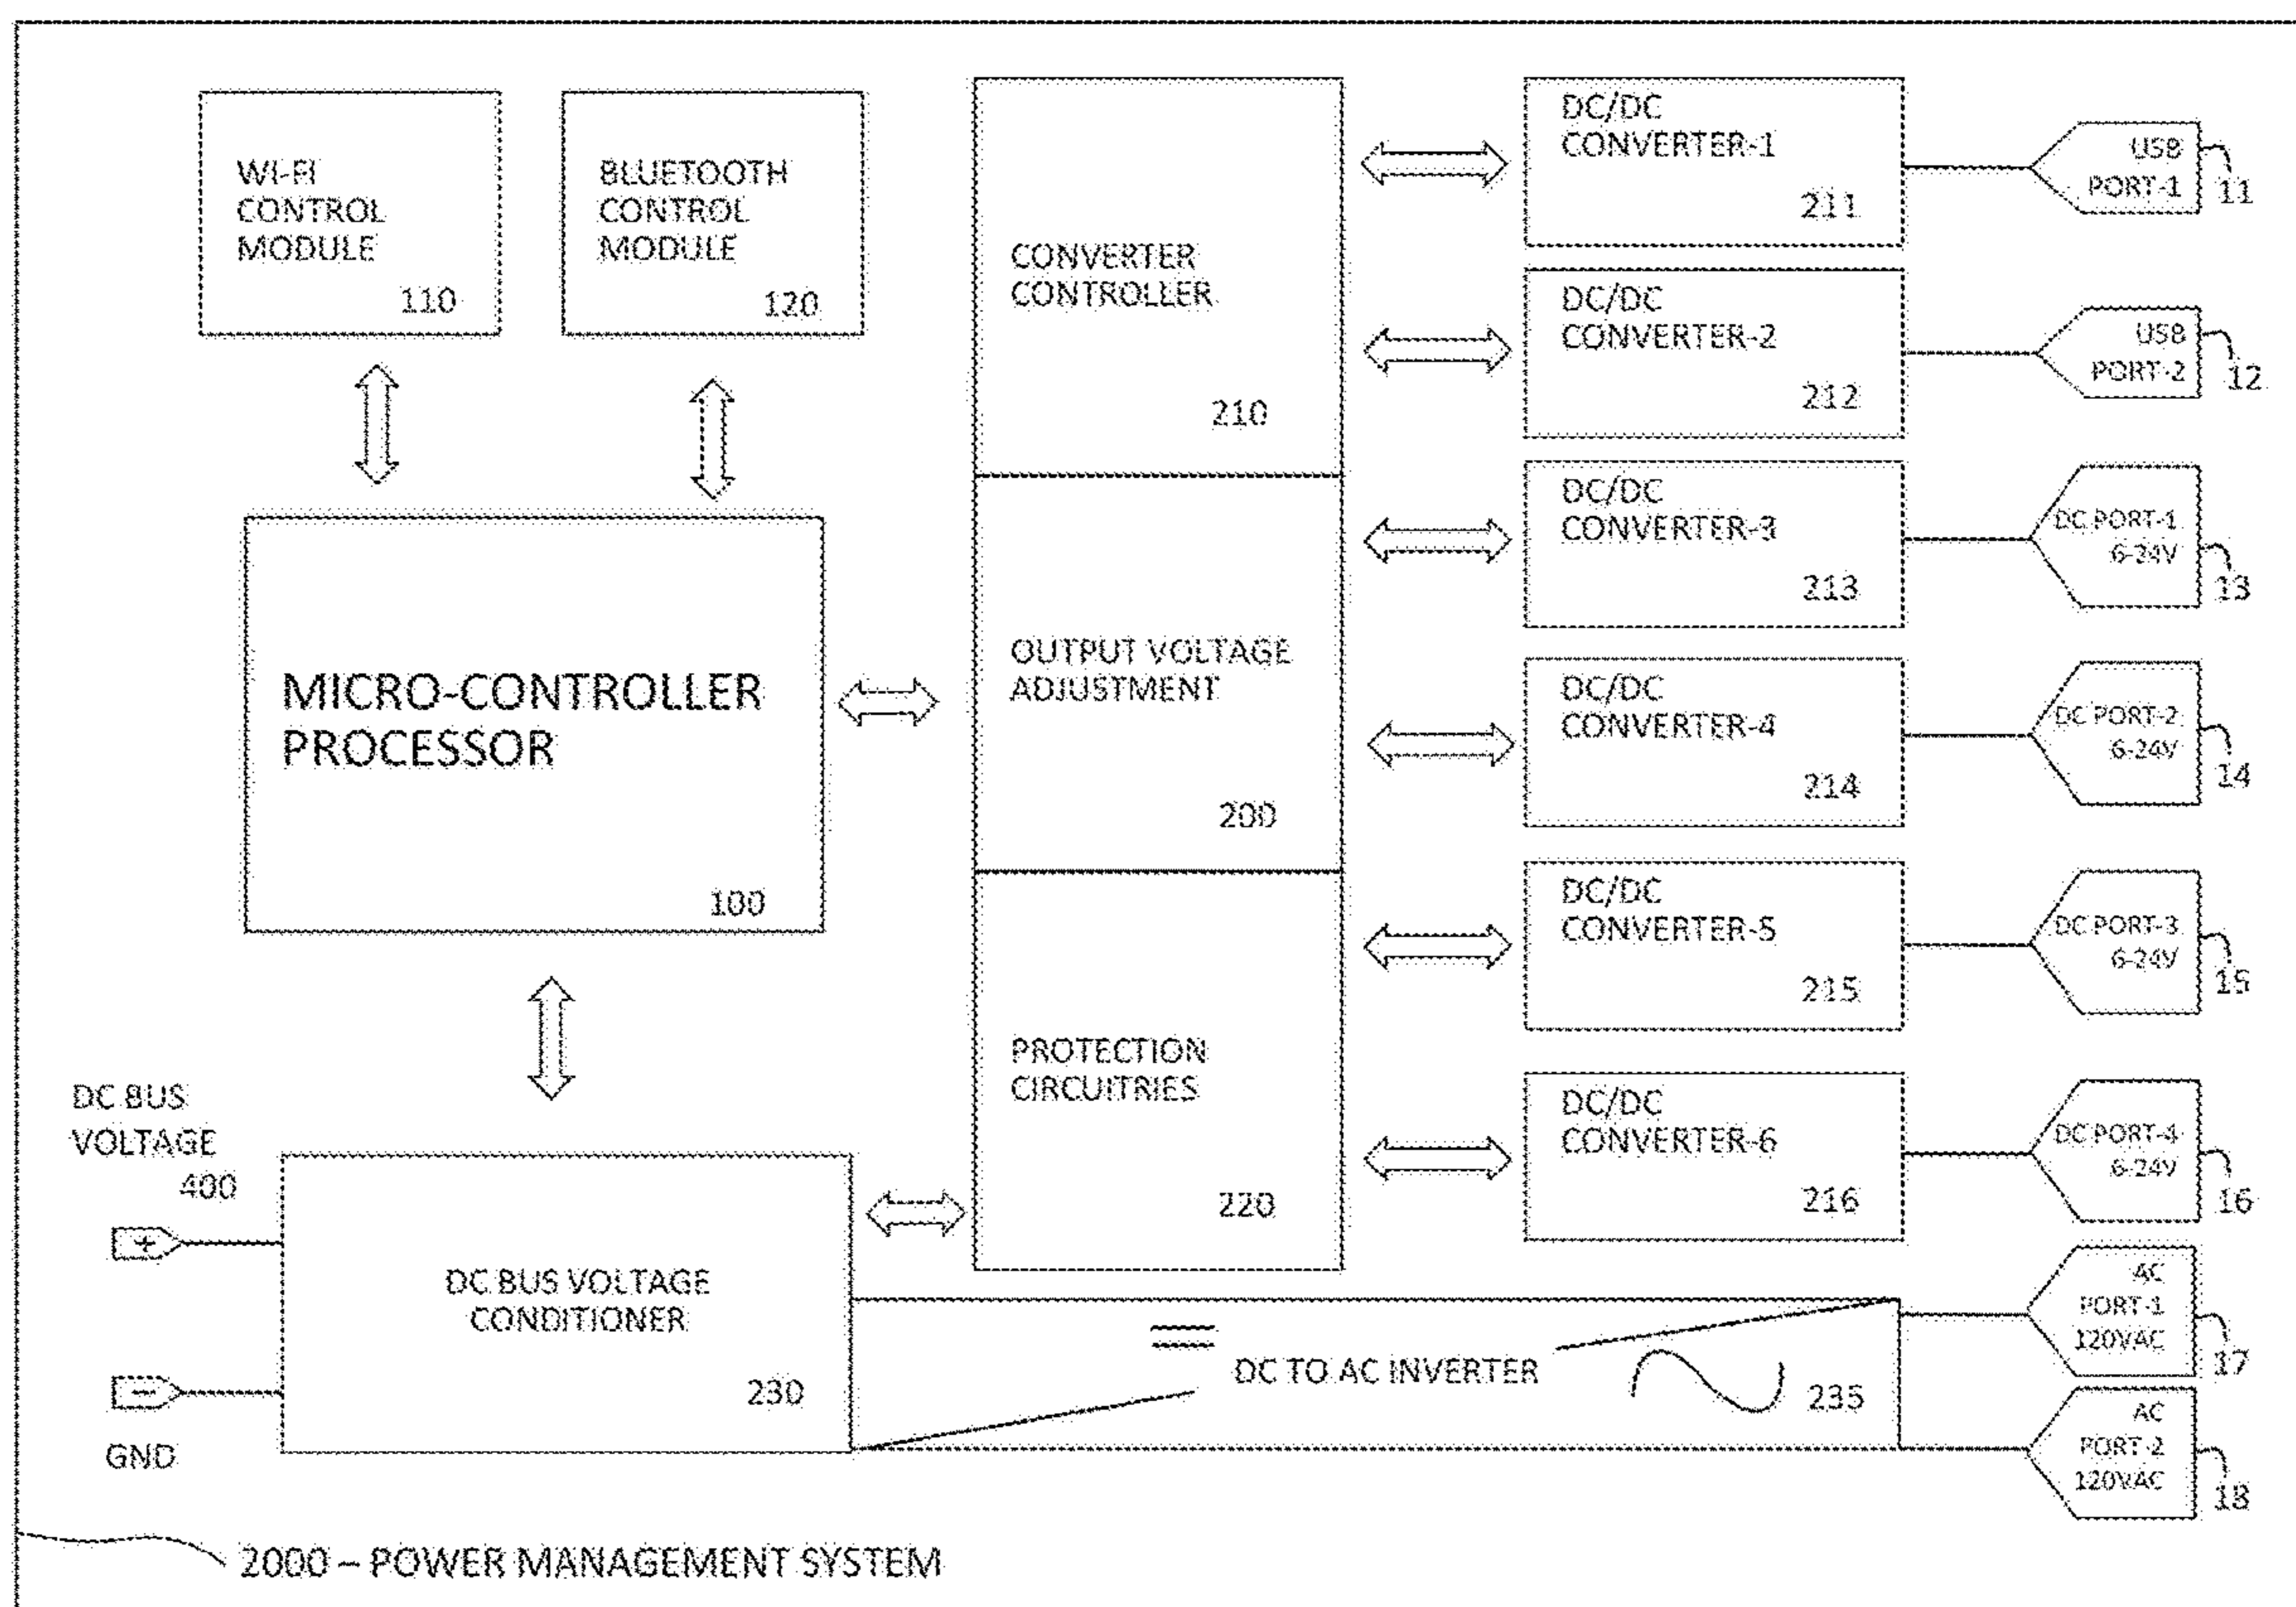 WI-FI
CONTROL
MODULE
110
BLUETOOTH
CONTROL
MODULE
120
MICRO-CONTROLLER
PROCESSOR
100
DC BUS
VOLTAGE
400
+
−
GND
DC BUS VOLTAGE
CONDITIONER
230
CONVERTER
CONTROLLER
210
OUTPUT VOLTAGE
ADJUSTMENT
200
PROTECTION
CIRCUITRIES
220
DC/DC
CONVERTER-1
211
USB
PORT-1
11
DC/DC
CONVERTER-2
212
USB
PORT-2
12
DC/DC
CONVERTER-3
213
DC PORT-1
6-24V
13
DC/DC
CONVERTER-4
214
DC PORT-2
6-24V
14
DC/DC
CONVERTER-5
215
DC PORT-3
6-24V
15
DC/DC
CONVERTER-6
216
DC PORT-4
6-24V
16
DC TO AC INVERTER
235
AC
PORT-1
120VAC
17
AC
PORT-2
120VAC
18
2000 – POWER MANAGEMENT SYSTEM